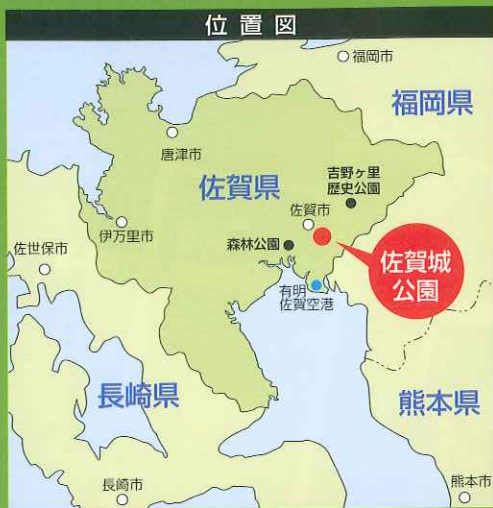 位置図
福岡市
福岡県
唐津市
吉野ヶ里
歴史公園
佐賀県
佐賀市
伊万里市
森林公園
佐賀城
公園
佐世保市
有明
佐賀空港
長崎県
熊本県
長崎市
熊本市